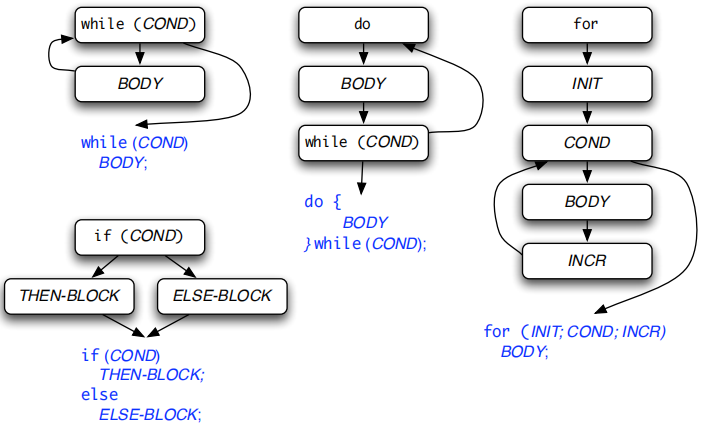 while (COND)
BODY
while (COND)
BODY;
do
BODY
while (COND)
do {
BODY
} while (COND);
for
INIT
COND
BODY
INCR
for (INIT; COND; INCR)
BODY;
if (COND)
THEN-BLOCK
ELSE-BLOCK
if (COND)
THEN-BLOCK;
else
ELSE-BLOCK;